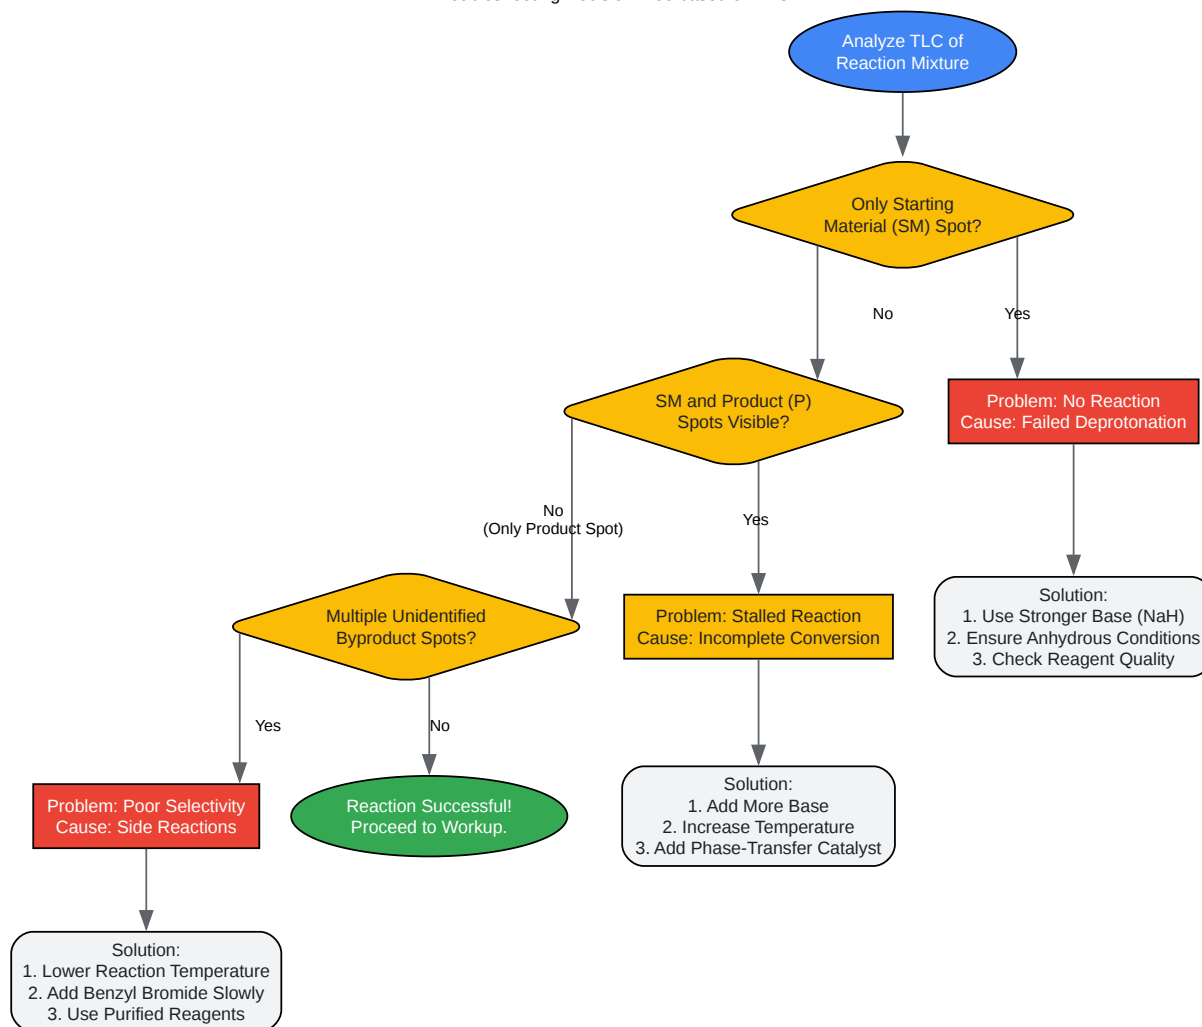 Analyze TLC of
Reaction Mixture
Only Starting
Material (SM) Spot?
No
Yes
SM and Product (P)
Spots Visible?
Problem: No Reaction
Cause: Failed Deprotonation
No
(Only Product Spot)
Yes
Multiple Unidentified
Byproduct Spots?
Problem: Stalled Reaction
Cause: Incomplete Conversion
Solution:
1. Use Stronger Base (NaH)
2. Ensure Anhydrous Conditions
3. Check Reagent Quality
Yes
No
Problem: Poor Selectivity
Cause: Side Reactions
Reaction Successful!
Proceed to Workup.
Solution:
1. Add More Base
2. Increase Temperature
3. Add Phase-Transfer Catalyst
Solution:
1. Lower Reaction Temperature
2. Add Benzyl Bromide Slowly
3. Use Purified Reagents